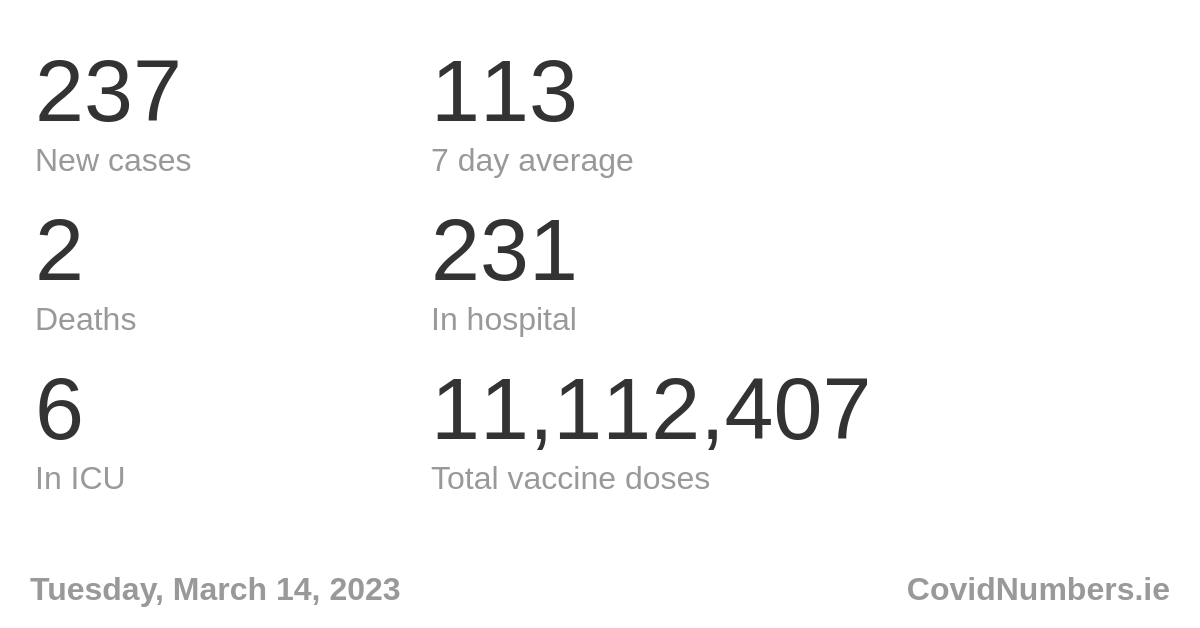 237
113
New cases
7 day average
2
231
Deaths
In hospital
6
11,112,407
In ICU
Total vaccine doses
Tuesday, March 14, 2023
CovidNumbers.ie